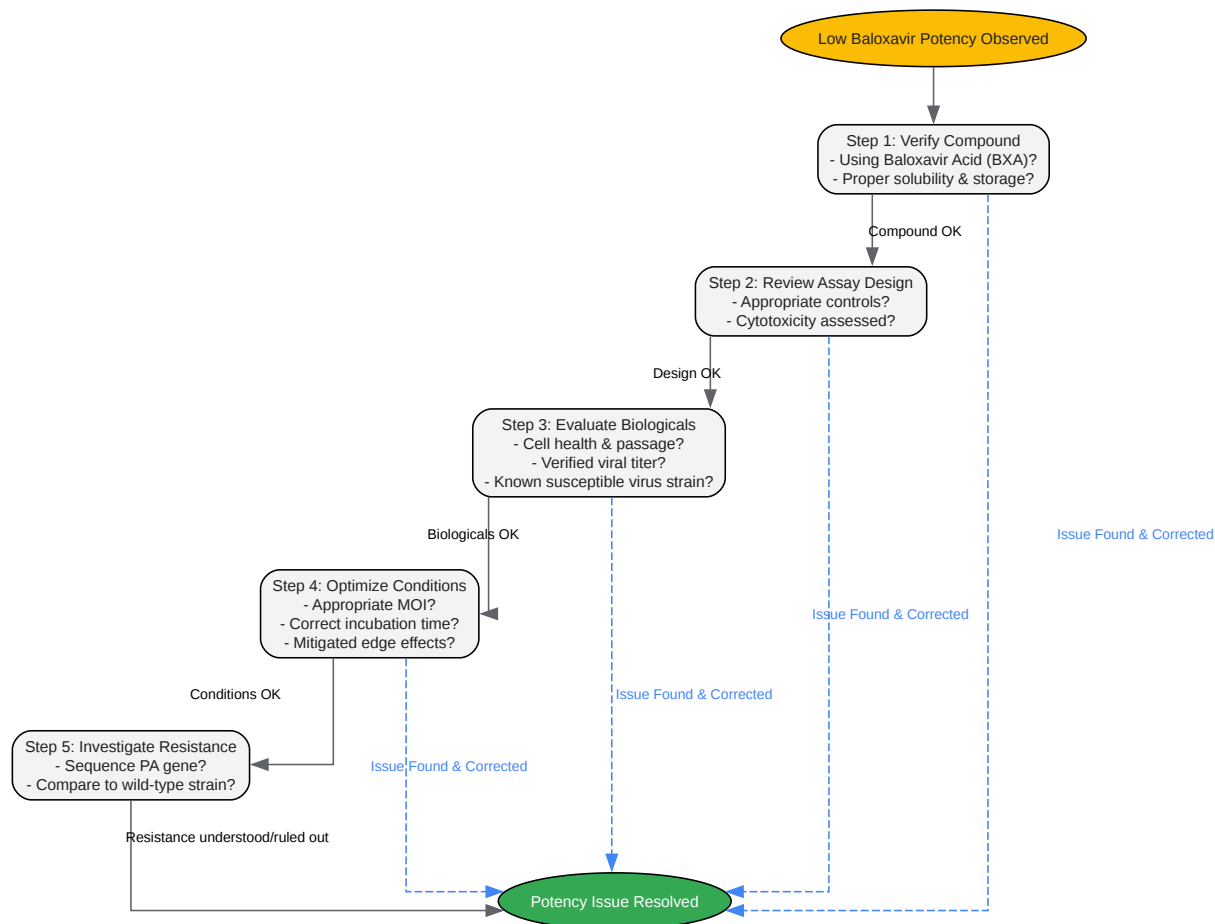 Low Baloxavir Potency Observed
Step 1: Verify Compound
- Using Baloxavir Acid (BXA)?
- Proper solubility & storage?
Compound OK
Step 2: Review Assay Design
- Appropriate controls?
- Cytotoxicity assessed?
Design OK
Step 3: Evaluate Biologicals
- Cell health & passage?
- Verified viral titer?
- Known susceptible virus strain?
Biologicals OK
Issue Found & Corrected
Step 4: Optimize Conditions
- Appropriate MOI?
- Correct incubation time?
- Mitigated edge effects?
Issue Found & Corrected
Conditions OK
Issue Found & Corrected
Step 5: Investigate Resistance
- Sequence PA gene?
- Compare to wild-type strain?
Issue Found & Corrected
Resistance understood/ruled out
Potency Issue Resolved